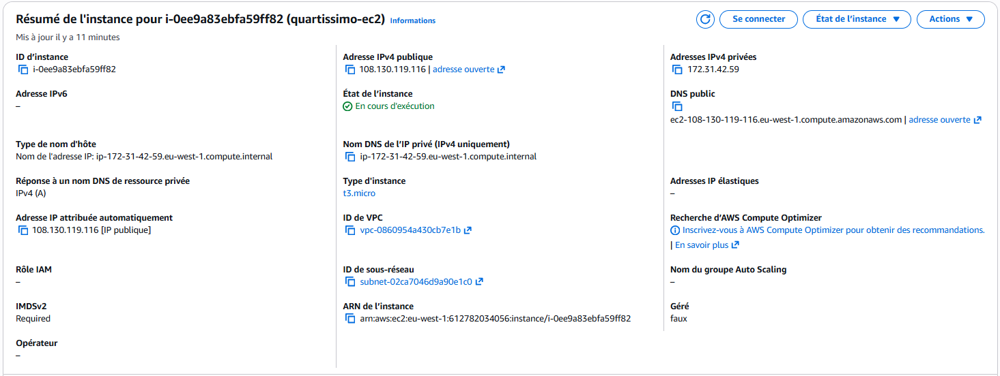 Résumé de l'instance pour i-0ee9a83ebfa59ff82 (quartissimo-ec2) Informations
Se connecter
État de l'instance
Actions
Mis à jour il y a 11 minutes
ID d'instance
i-0ee9a83ebfa59ff82
Adresse IPv4 publique
108.130.119.116 | adresse ouverte
Adresses IPv4 privées
172.31.42.59
Adresse IPv6
–
État de l'instance
En cours d'exécution
DNS public
ec2-108-130-119-116.eu-west-1.compute.amazonaws.com | adresse ouverte
Type de nom d'hôte
Nom de l'adresse IP: ip-172-31-42-59.eu-west-1.compute.internal
Nom DNS de l'IP privé (IPv4 uniquement)
ip-172-31-42-59.eu-west-1.compute.internal
Réponse à un nom DNS de ressource privée
IPv4 (A)
Type d'instance
t3.micro
Adresses IP élastiques
–
Adresse IP attribuée automatiquement
108.130.119.116 [IP publique]
ID de VPC
vpc-0860954a430cb7e1b
Recherche d'AWS Compute Optimizer
Inscrivez-vous à AWS Compute Optimizer pour obtenir des recommandations.
| En savoir plus
Rôle IAM
–
ID de sous-réseau
subnet-02ca7046d9a90e1c0
Nom du groupe Auto Scaling
–
IMDSv2
Required
ARN de l'instance
arn:aws:ec2:eu-west-1:612782034056:instance/i-0ee9a83ebfa59ff82
Géré
faux
Opérateur
–